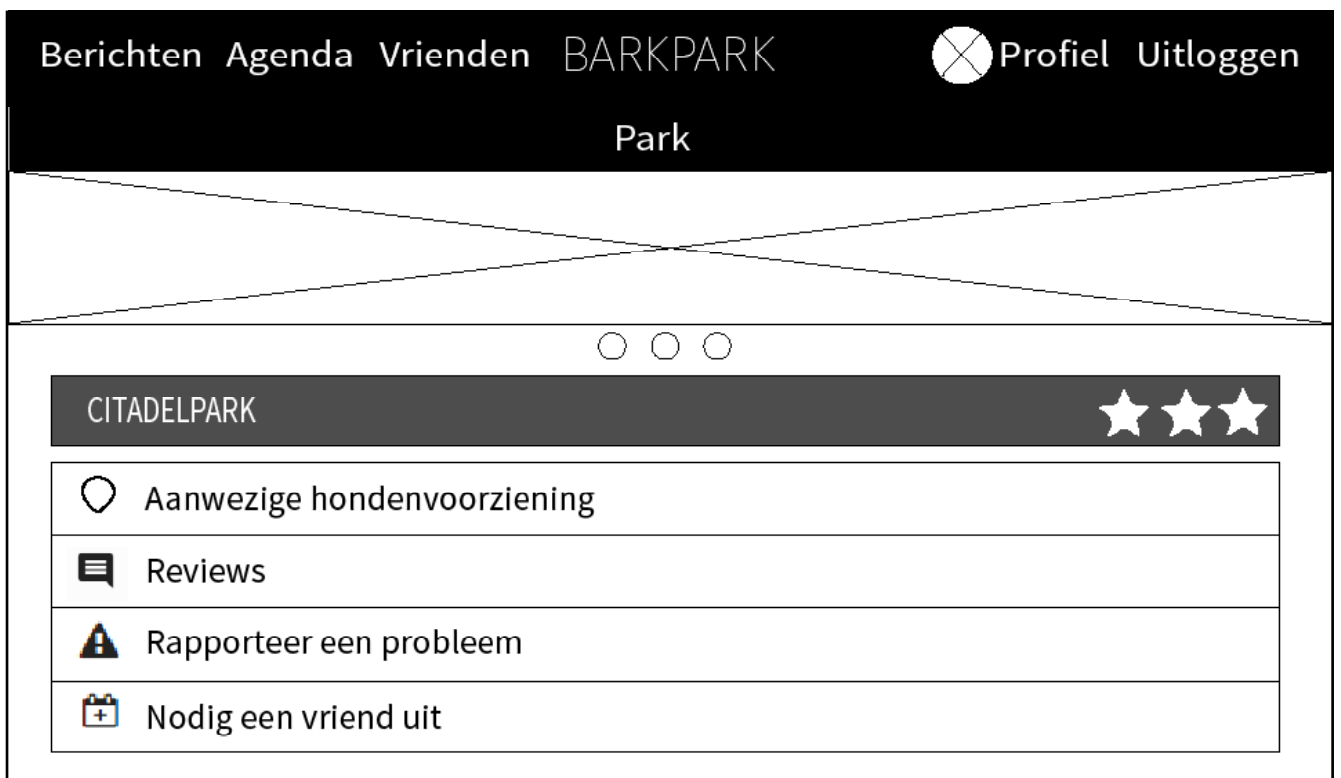 Berichten Agenda Vrienden BARKPARK Profiel Uitloggen
Park
CITADELPARK
Aanwezige hondenvoorziening
Reviews
Rapporteer een probleem
Nodig een vriend uit